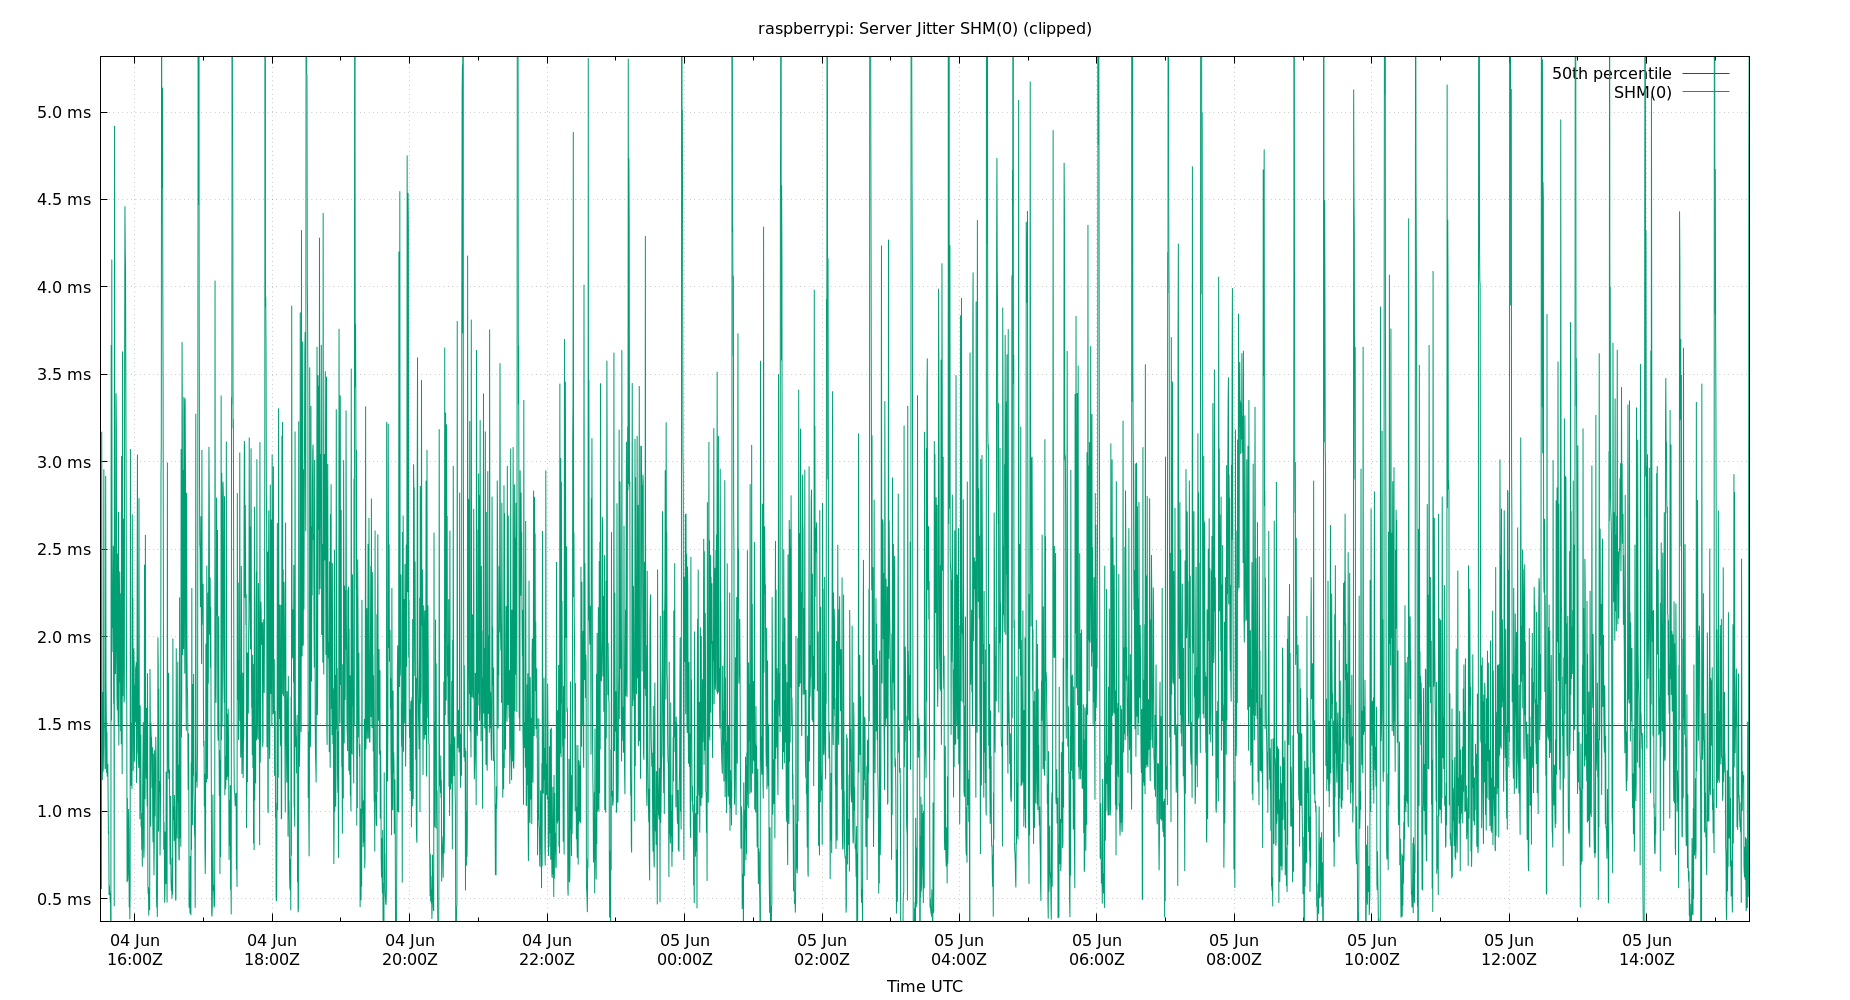 raspberrypi: Server Jitter SHM(0) (clipped)
50th percentile
SHM(0)
5.0 ms
4.5 ms
4.0 ms
3.5 ms
3.0 ms
2.5 ms
2.0 ms
1.5 ms
1.0 ms
0.5 ms
04 Jun 04 Jun 04 Jun 04 Jun 05 Jun 05 Jun 05 Jun 05 Jun 05 Jun 05 Jun 05 Jun 05 Jun
16:00Z 18:00Z 20:00Z 22:00Z 00:00Z 02:00Z 04:00Z 06:00Z 08:00Z 10:00Z 12:00Z 14:00Z
Time UTC